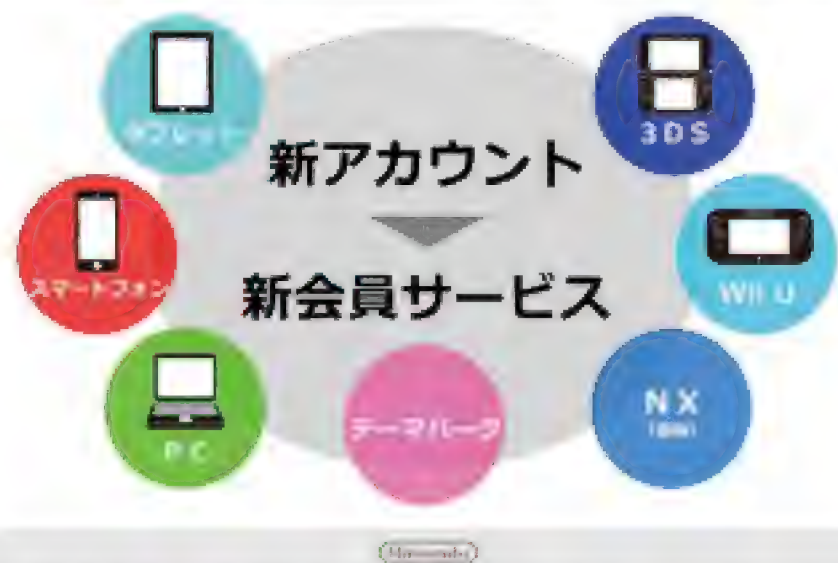 タブレット
3DS
新アカウント
スマートフォン
Wii U
新会員サービス
PC
テーマパーク
NX
Nintendo